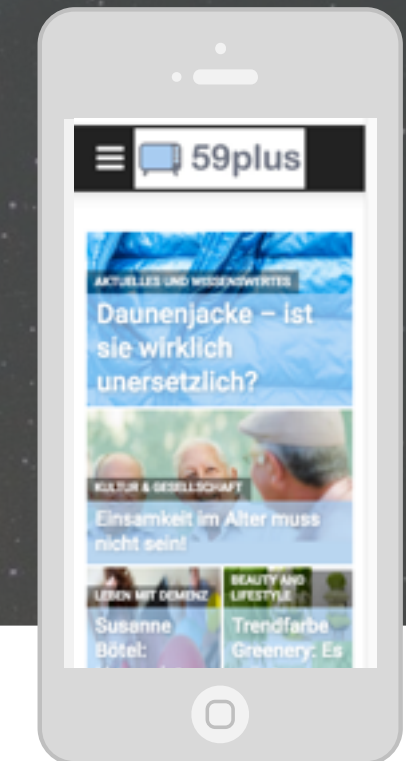 59plus
AKTUELLES UND WISSENSWERTES
Daunenjacke – ist
sie wirklich
unersetzlich?
KULTUR & GESELLSCHAFT
Einsamkeit im Alter muss
nicht sein!
LEBEN MIT DEMENZ
Susanne
Bötel:
BEAUTY AND
LIFESTYLE
Trendfarbe
Greenery: Es